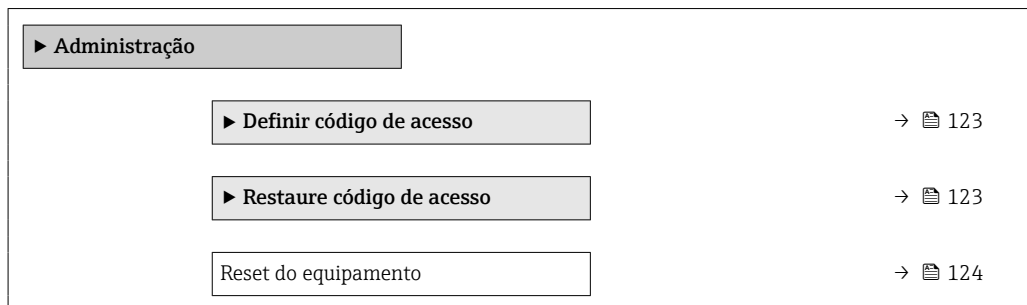 ▶ Administração
▶ Definir código de acesso → 123
▶ Restaure código de acesso → 123
Reset do equipamento → 124